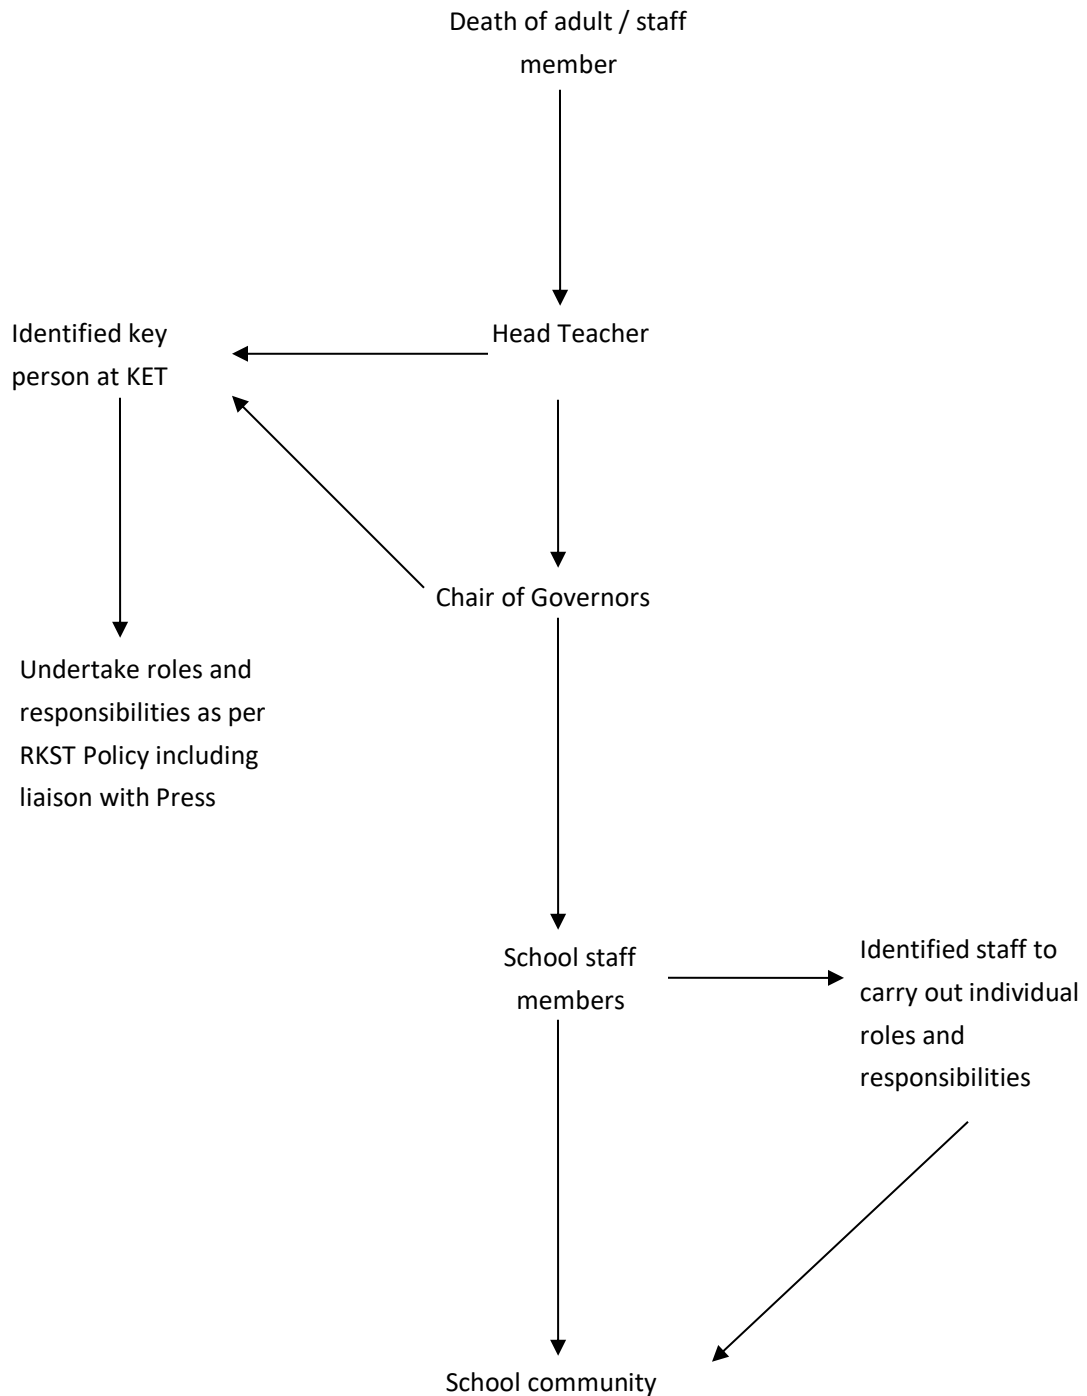 Death of adult / staff
member
Identified key
person at KET
Head Teacher
Chair of Governors
Undertake roles and
responsibilities as per
RKST Policy including
liaison with Press
School staff
members
Identified staff to
carry out individual
roles and
responsibilities
School community